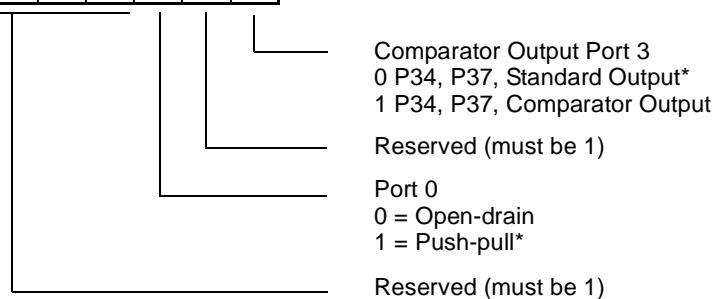 Comparator Output Port 3
0 P34, P37, Standard Output*
1 P34, P37, Comparator Output
Reserved (must be 1)
Port 0
0 = Open-drain
1 = Push-pull*
Reserved (must be 1)